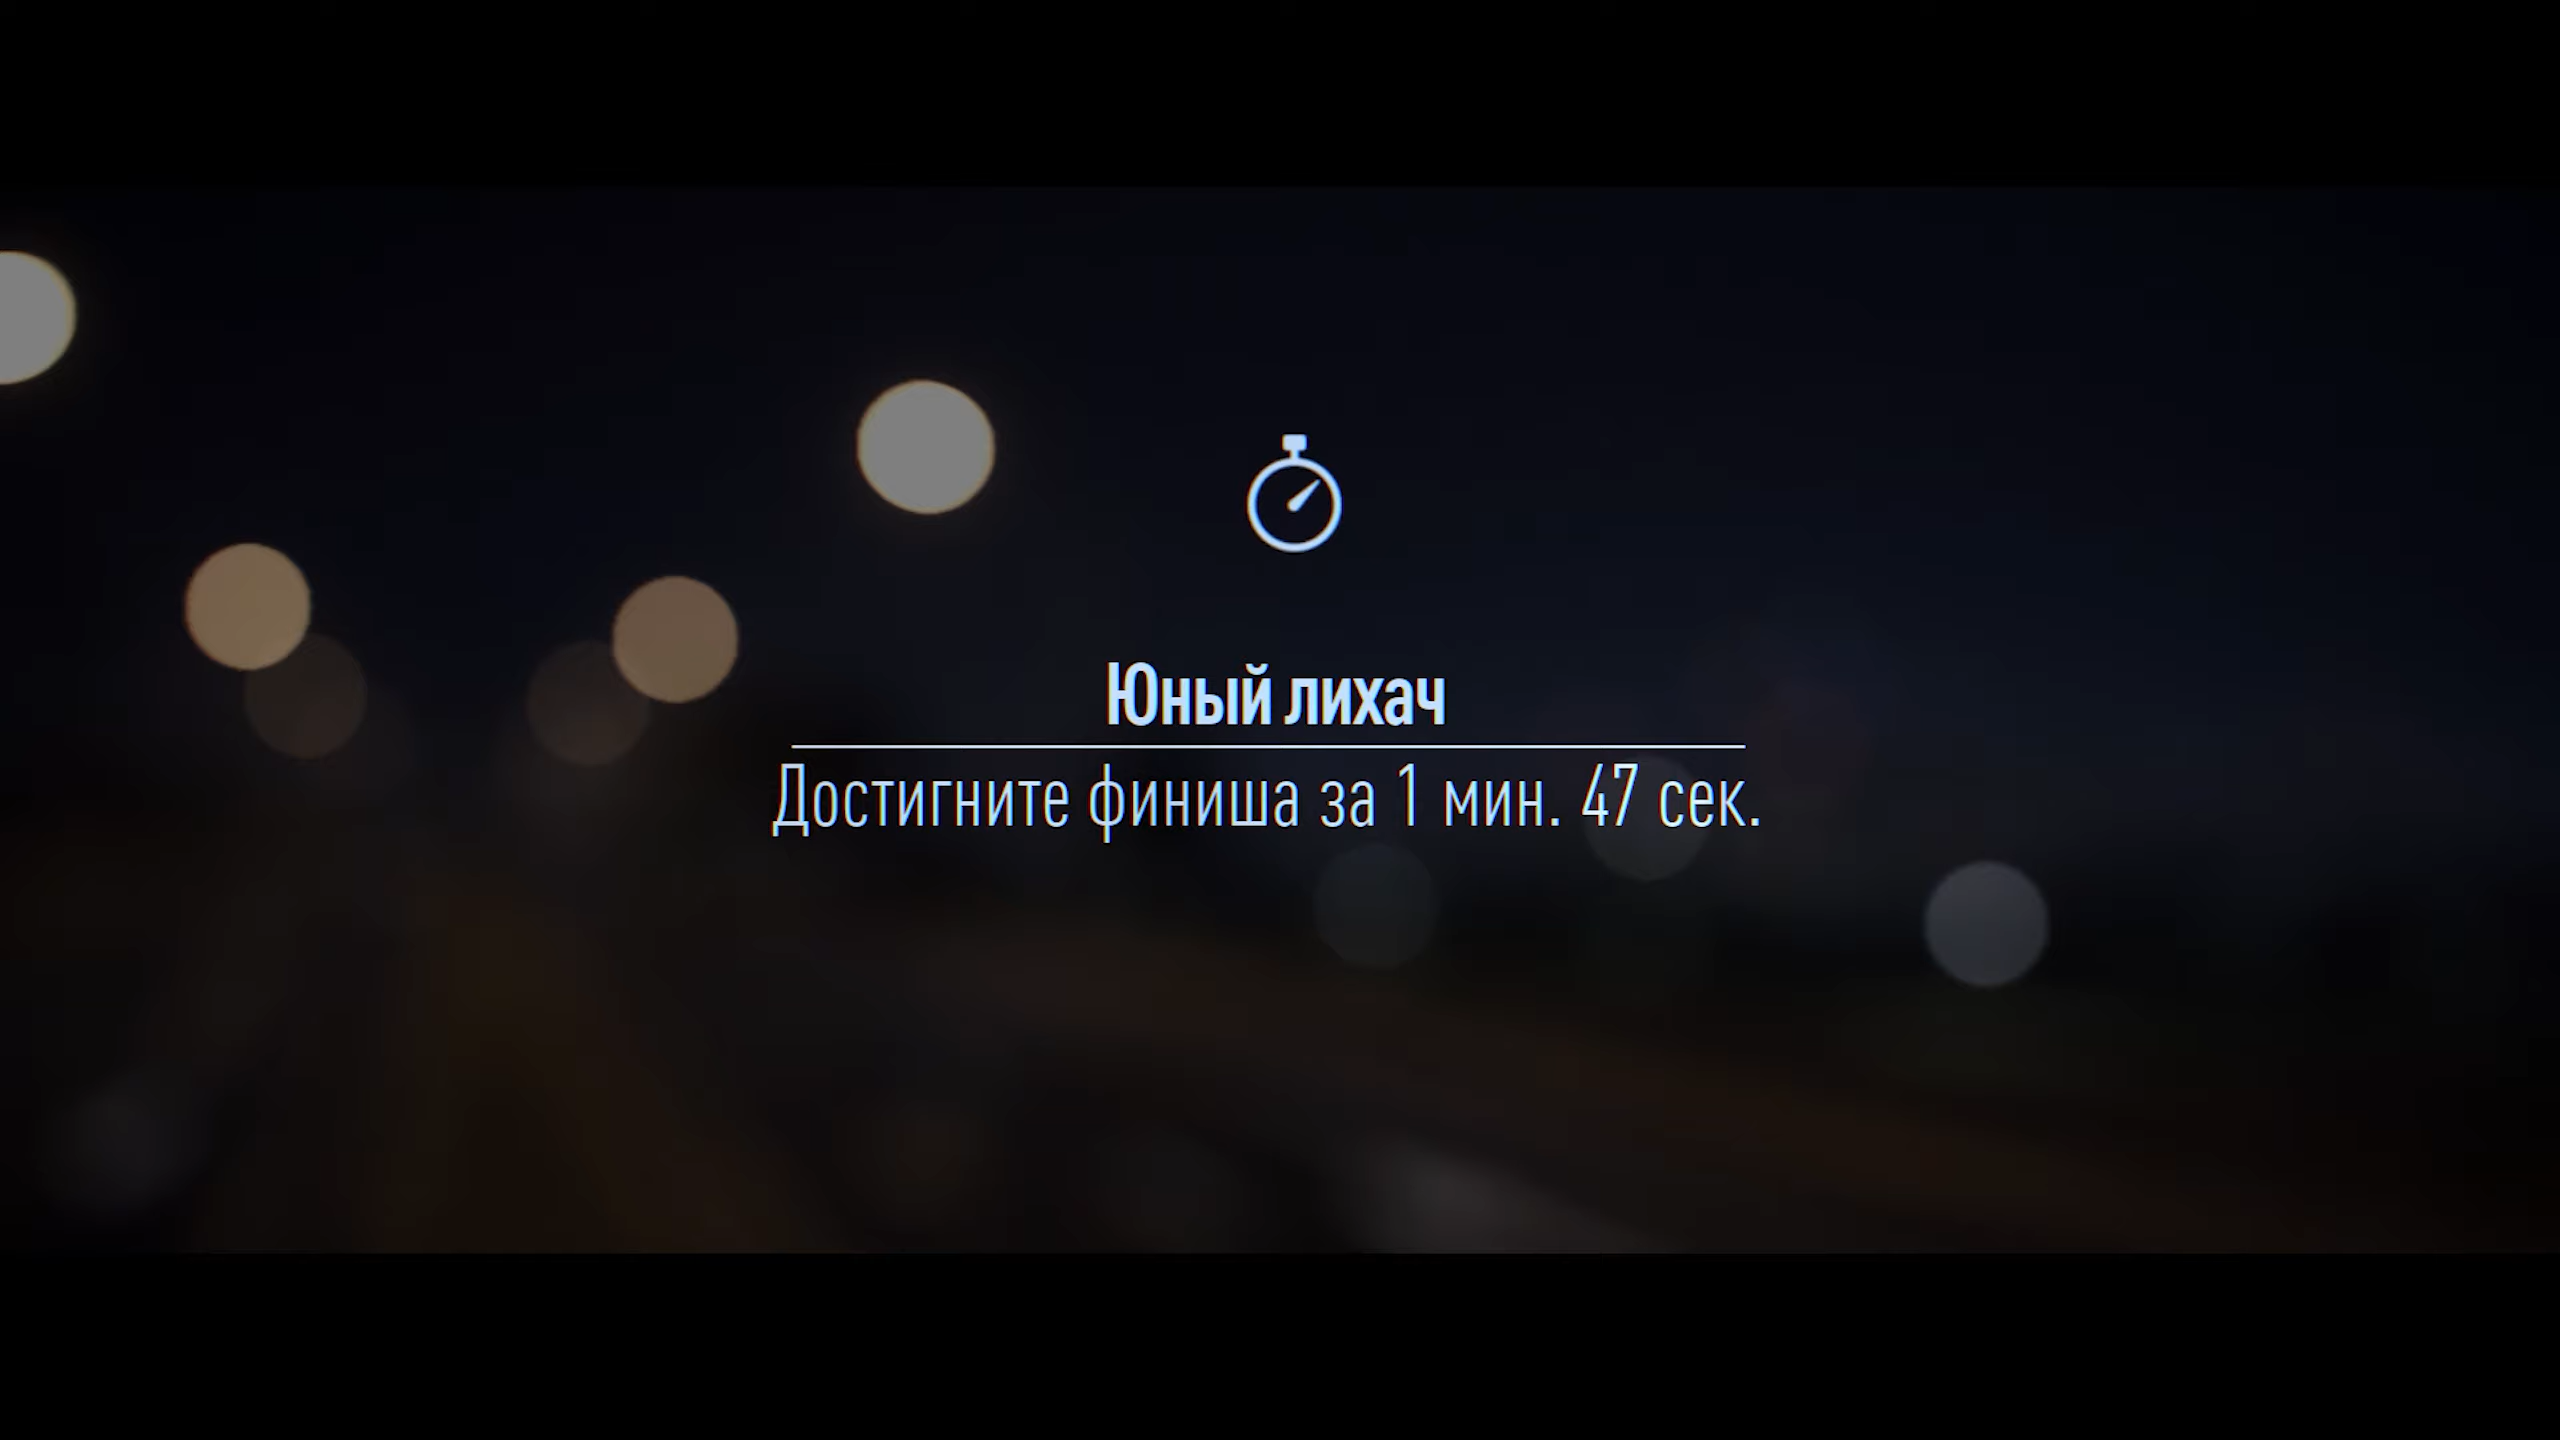 Юный лихач
Достигните финиша за 1 мин. 47 сек.